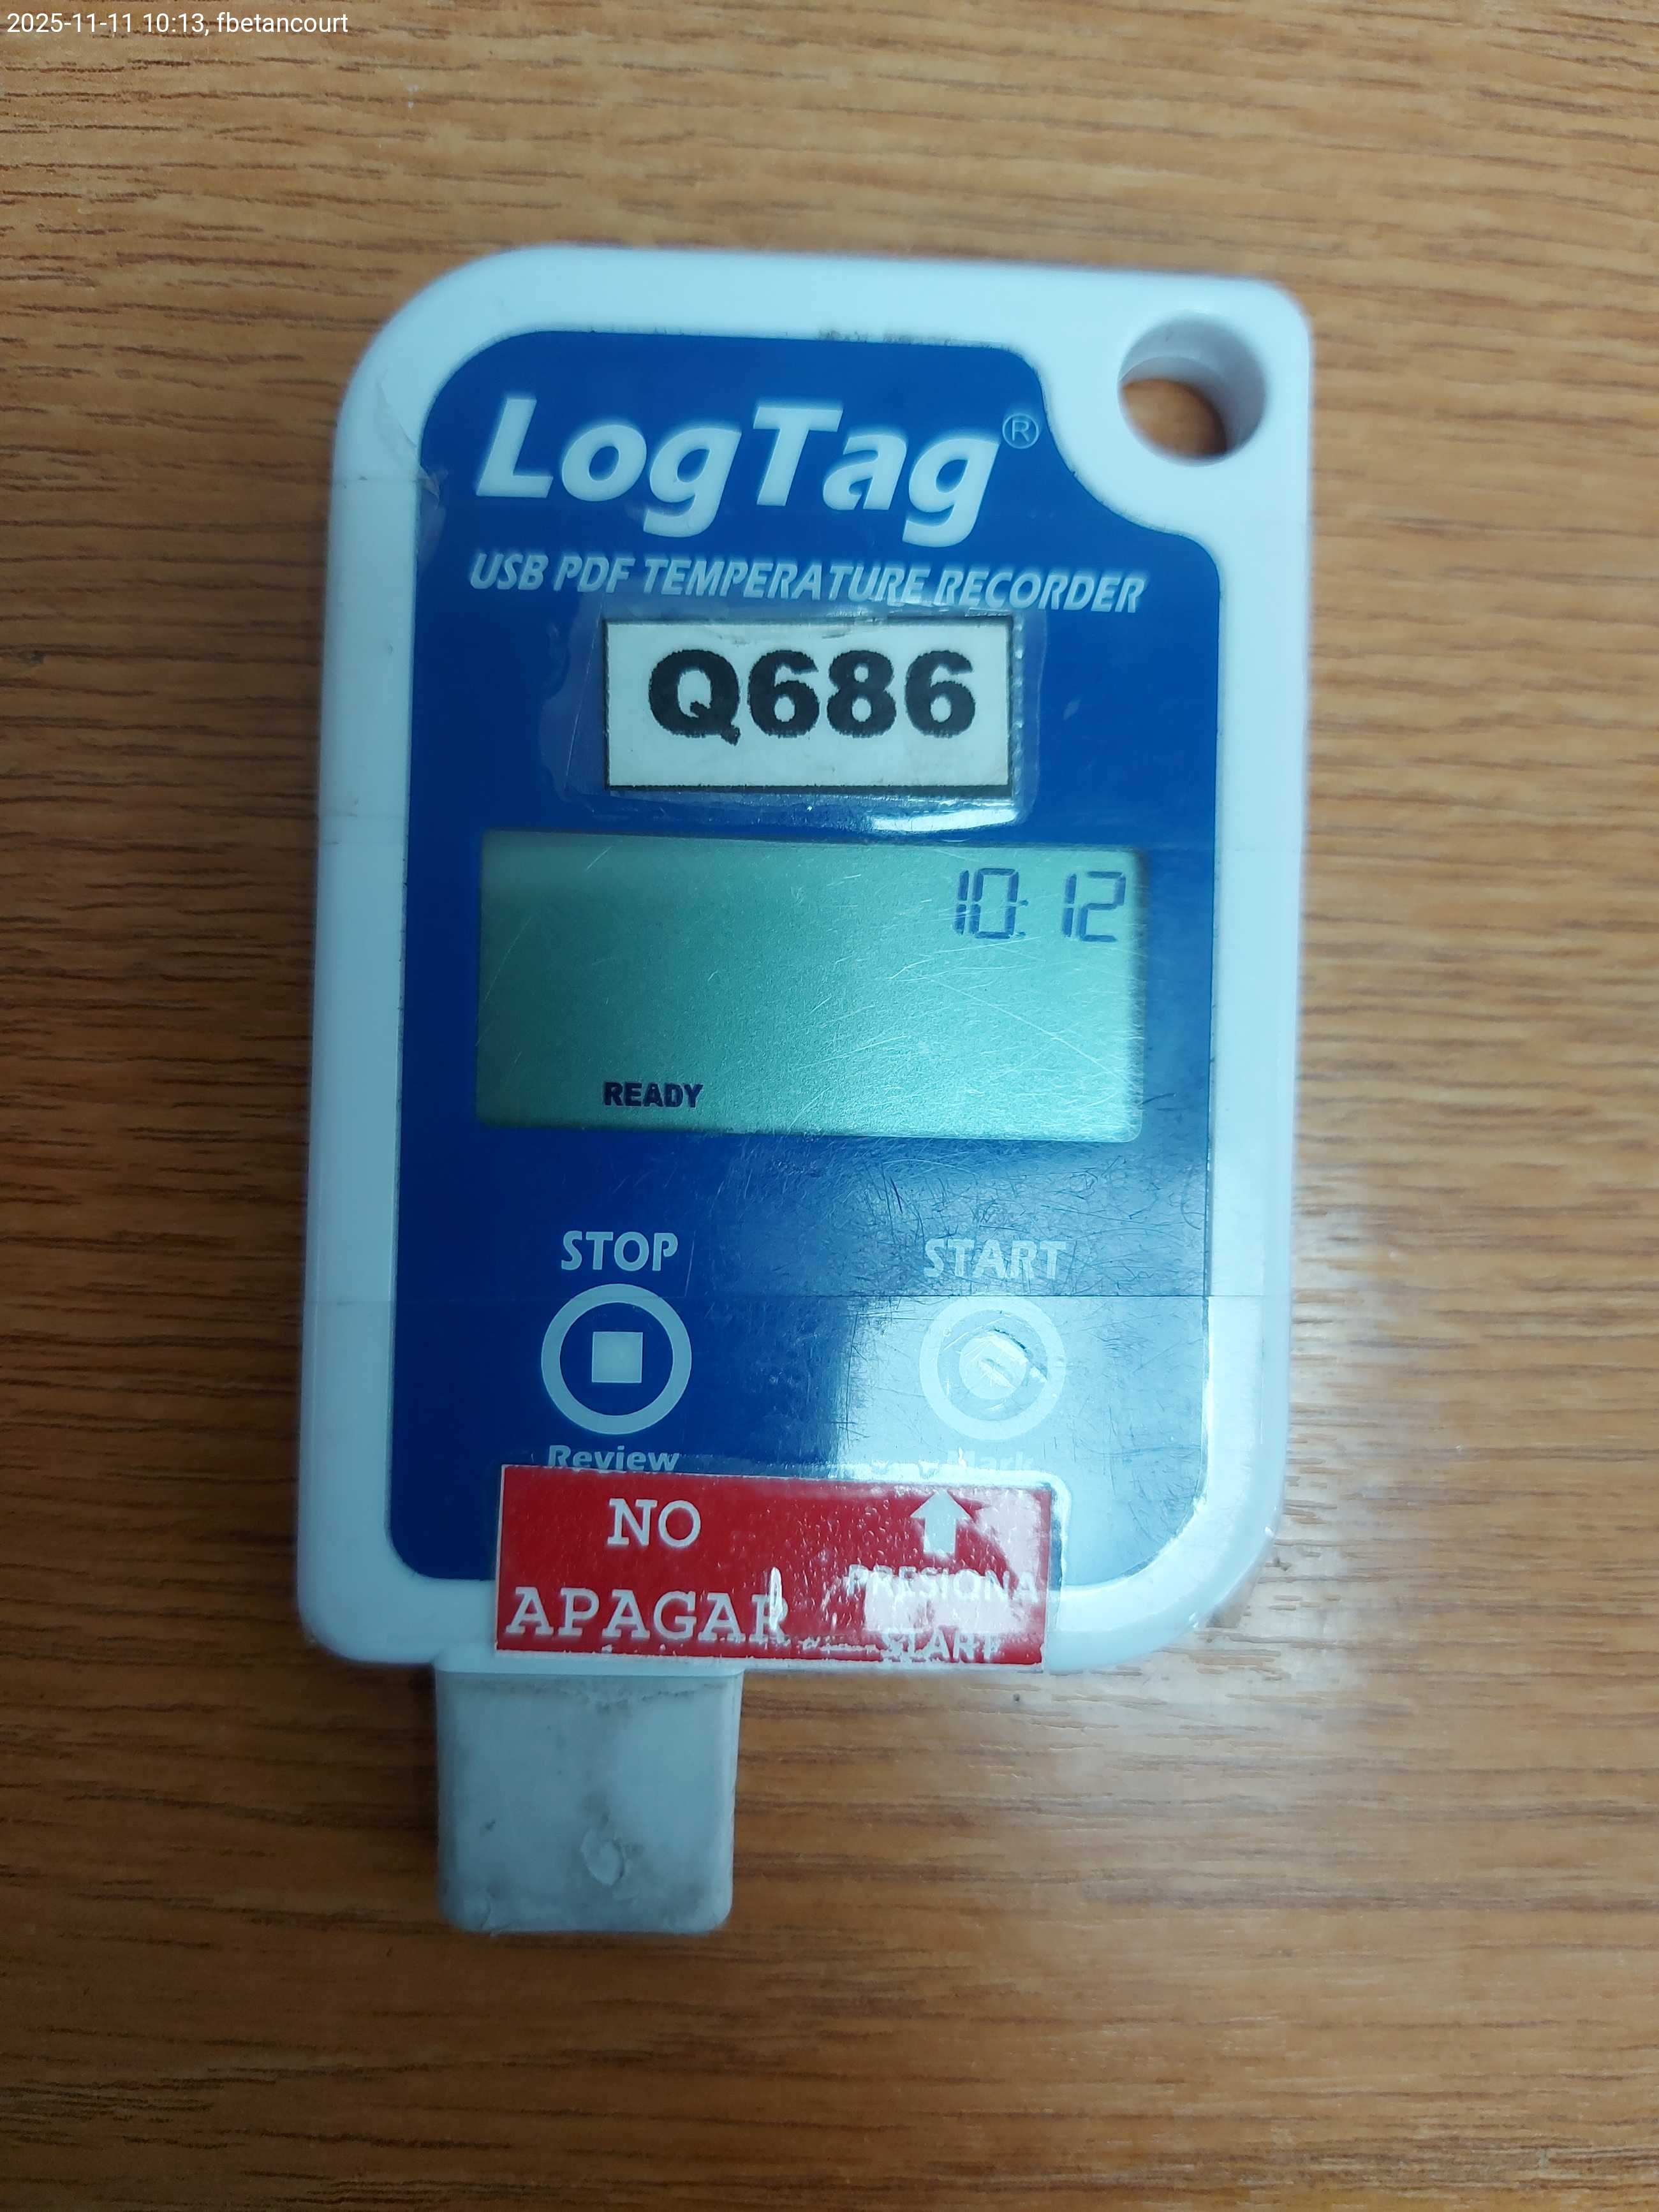 2025-11-11 10:13, fbetancourt
LogTag®
USB PDF TEMPERATURE RECORDER
Q686
10:12
READY
STOP START
Review Mark
NO
APAGAR
PRESIONA
START